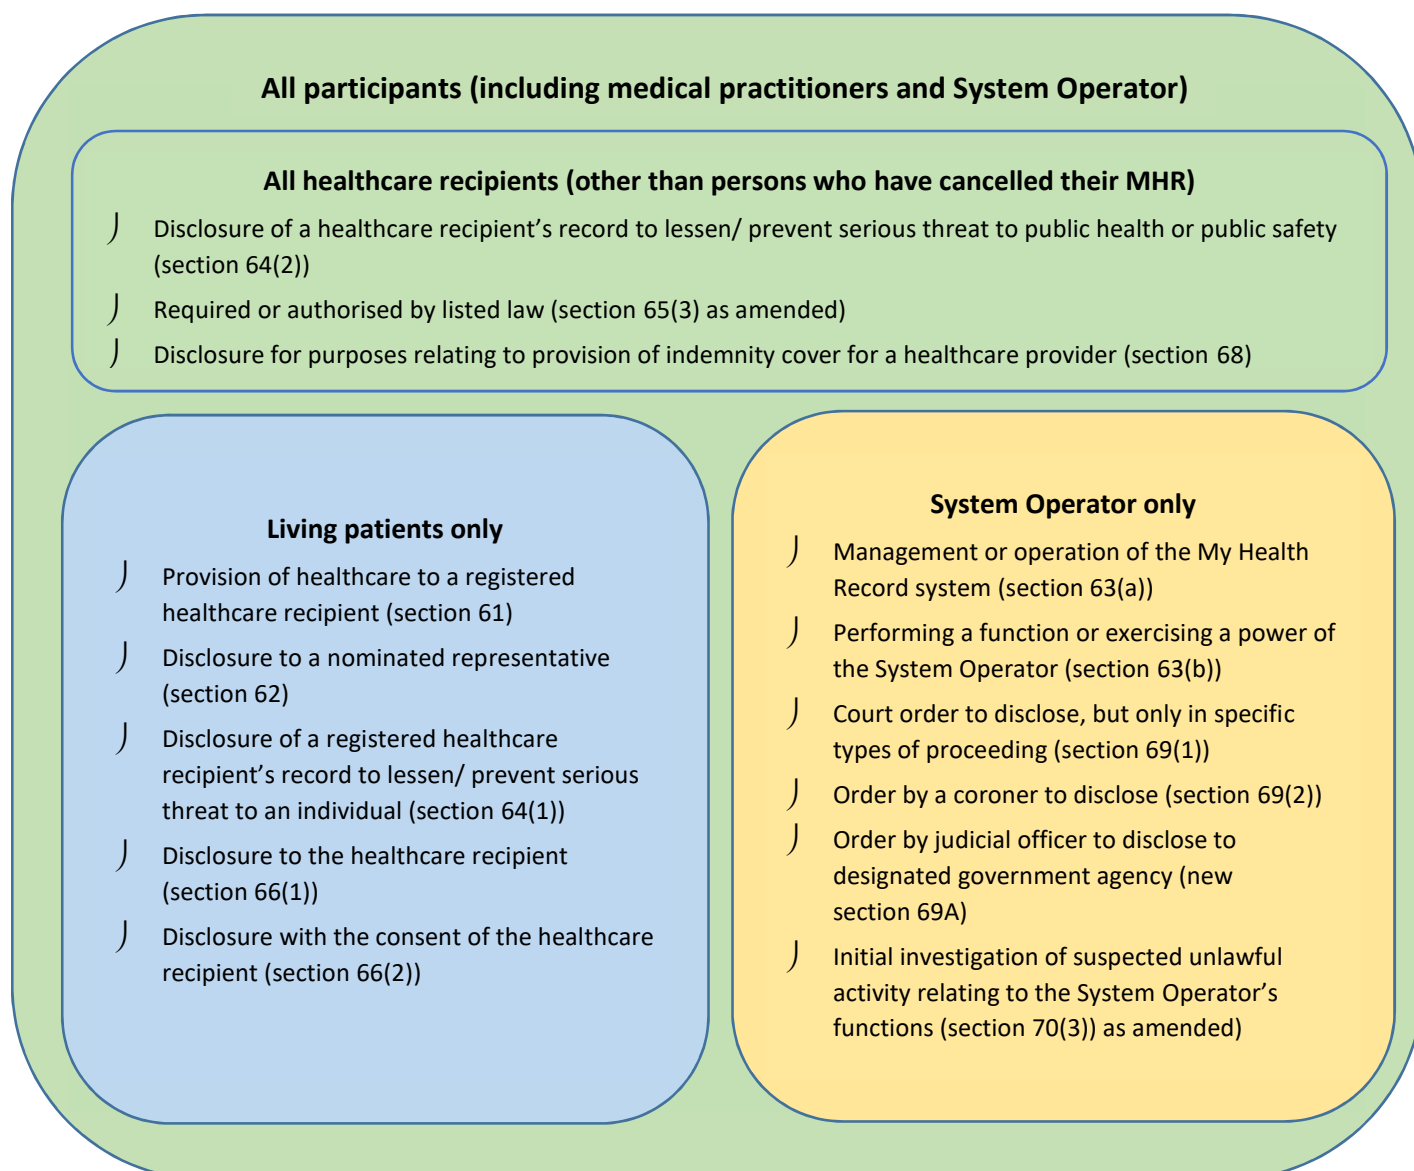 All participants (including medical practitioners and System Operator)
All healthcare recipients (other than persons who have cancelled their MHR)
Disclosure of a healthcare recipient’s record to lessen/ prevent serious threat to public health or public safety
(section 64(2))
Required or authorised by listed law (section 65(3) as amended)
Disclosure for purposes relating to provision of indemnity cover for a healthcare provider (section 68)
Living patients only
Provision of healthcare to a registered
healthcare recipient (section 61)
Disclosure to a nominated representative
(section 62)
Disclosure of a registered healthcare
recipient’s record to lessen/ prevent serious
threat to an individual (section 64(1))
Disclosure to the healthcare recipient
(section 66(1))
Disclosure with the consent of the healthcare
recipient (section 66(2))
System Operator only
Management or operation of the My Health
Record system (section 63(a))
Performing a function or exercising a power of
the System Operator (section 63(b))
Court order to disclose, but only in specific
types of proceeding (section 69(1))
Order by a coroner to disclose (section 69(2))
Order by judicial officer to disclose to
designated government agency (new
section 69A)
Initial investigation of suspected unlawful
activity relating to the System Operator’s
functions (section 70(3)) as amended)